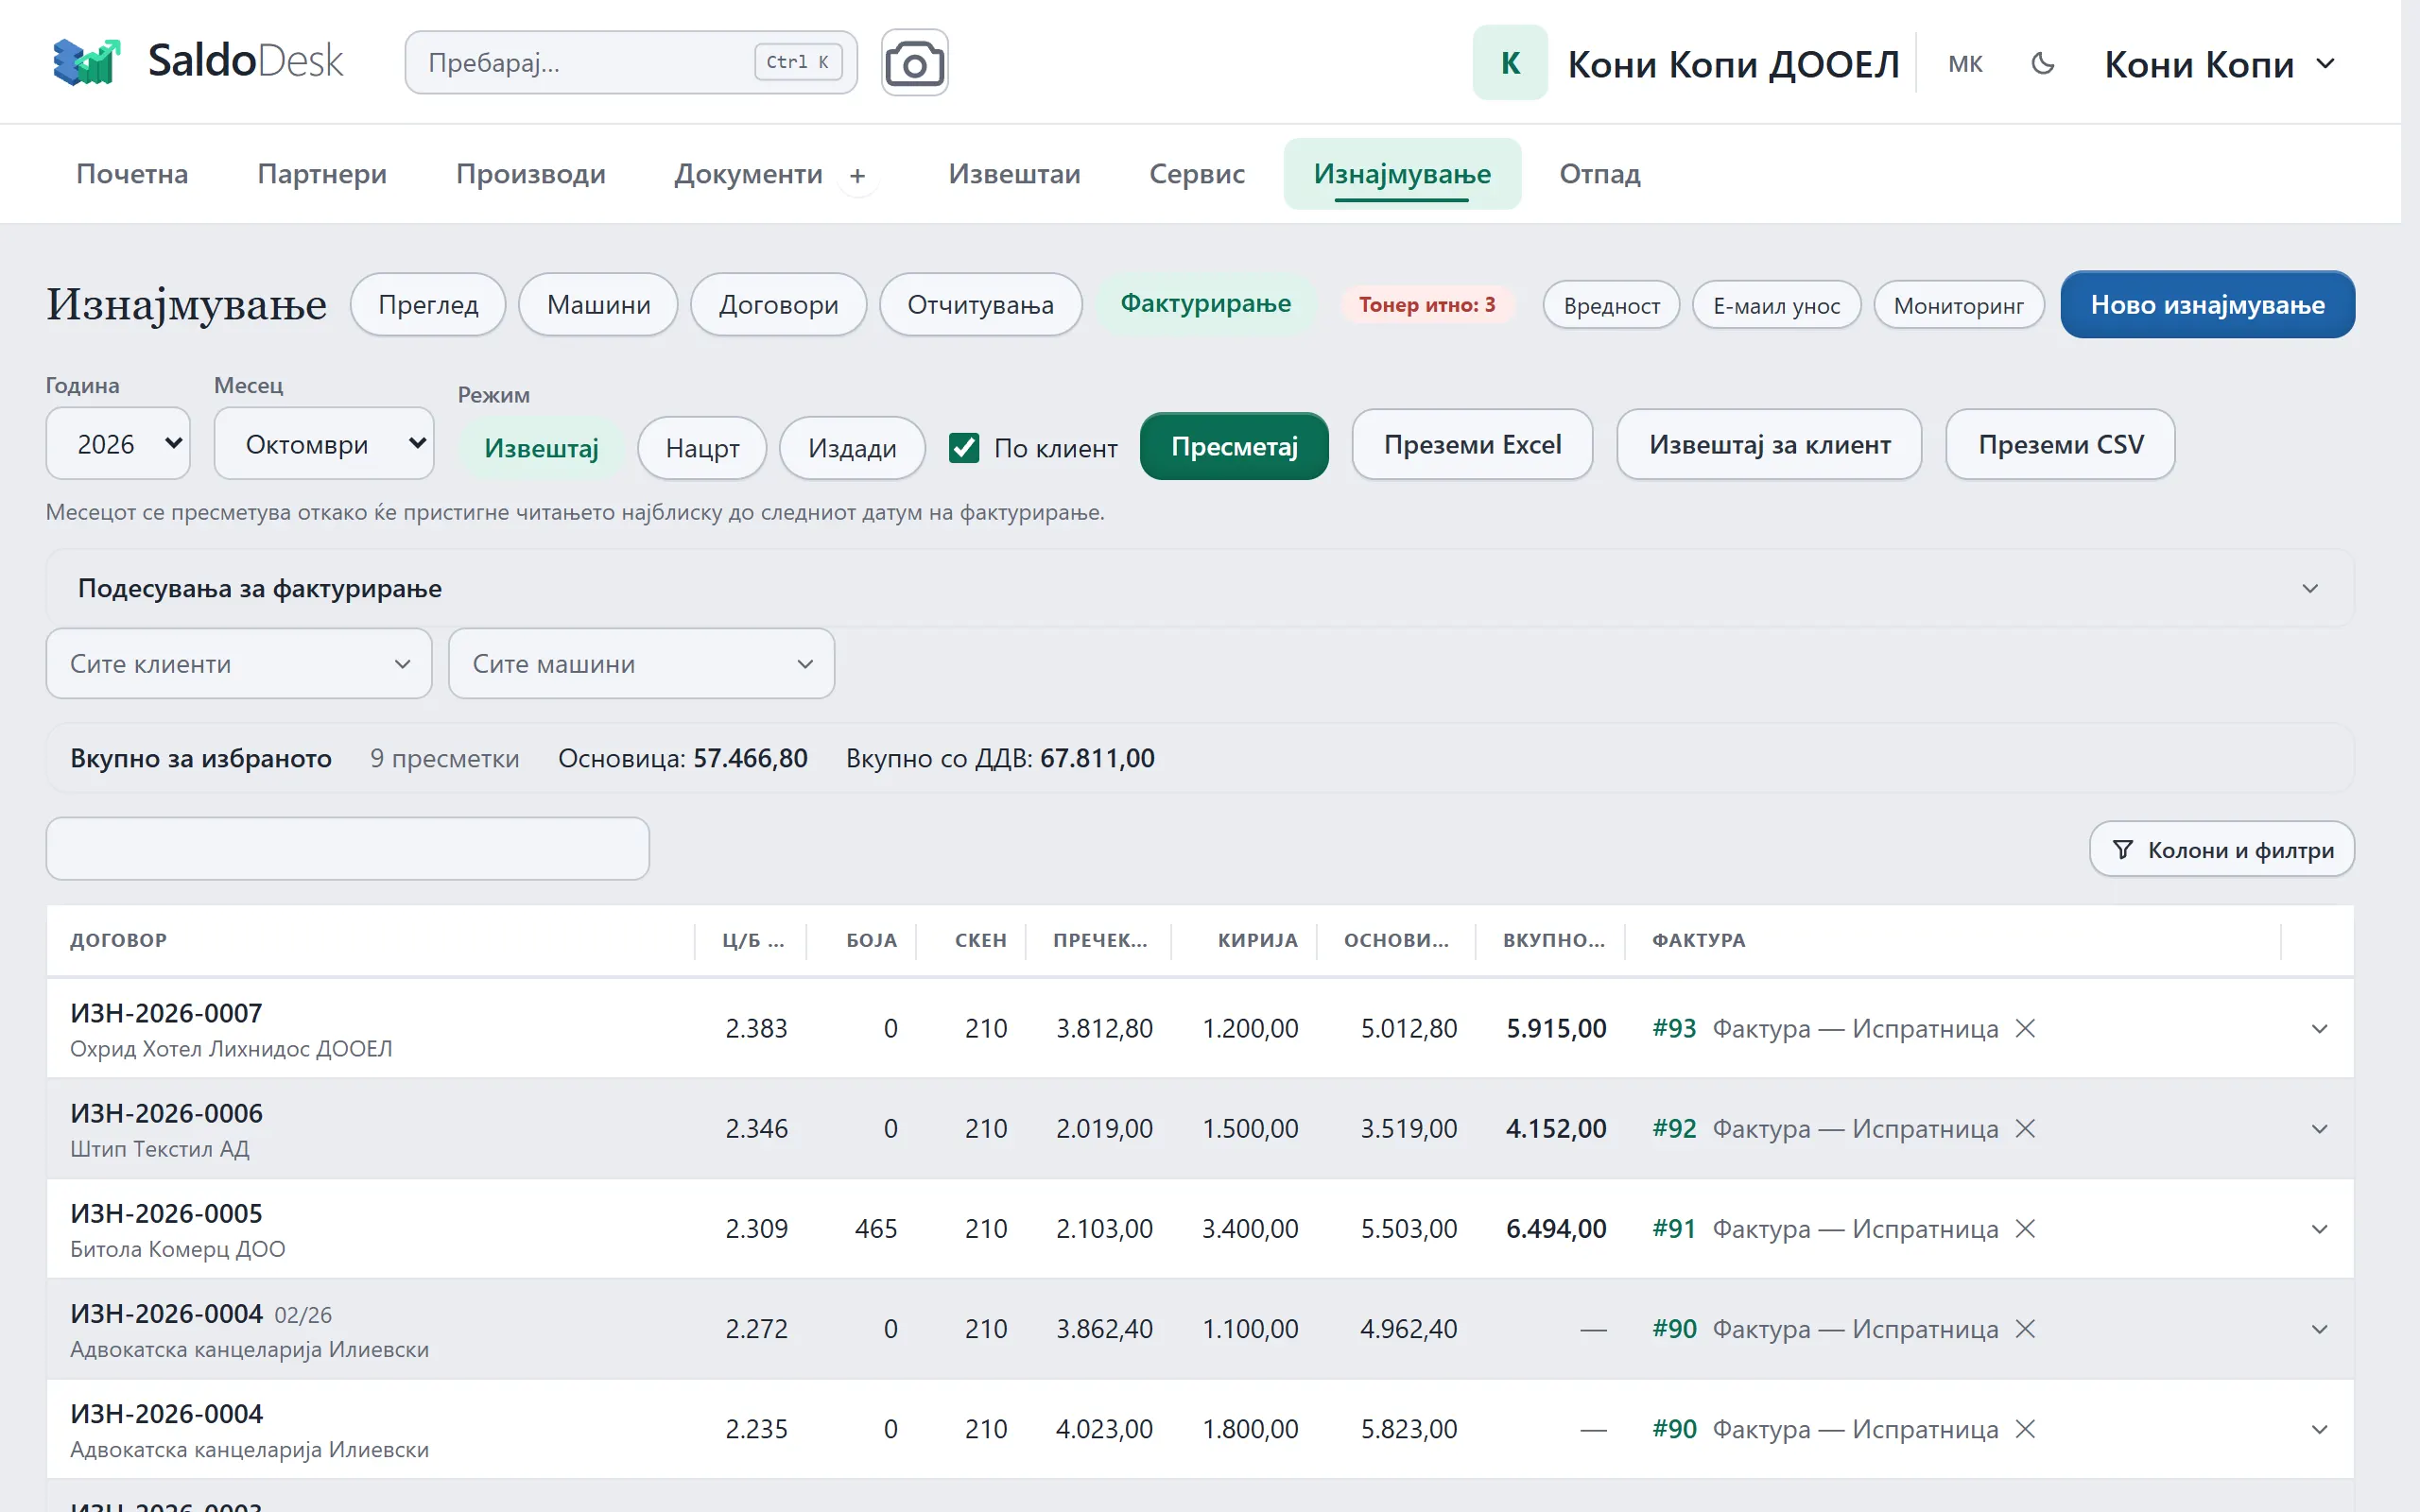 SaldoDesk
Пребарај... Ctrl K
К Кони Копи ДООЕЛ МК Кони Копи
Почетна Партнери Производи Документи + Извештаи Сервис Изнајмување Отпад
Изнајмување Преглед Машини Договори Отчитувања Фактурирање Тонер итно: 3 Вредност Е-маил унос Мониторинг Ново изнајмување
Година Месец Режим
2026 Октомври Извештај Нацрт Издади По клиент Пресметај Преземи Excel Извештај за клиент Преземи CSV
Месецот се пресметува откако ќе пристигне читањето најблиску до следниот датум на фактурирање.
Подесувања за фактурирање
Сите клиенти Сите машини
Вкупно за избраното 9 пресметки Основица: 57.466,80 Вкупно со ДДВ: 67.811,00
Колони и филтри
ДОГОВОР Ц/Б ... БОЈА СКЕН ПРЕЧЕК... КИРИЈА ОСНОВИ... ВКУПНО... ФАКТУРА
ИЗН-2026-0007
Охрид Хотел Лихнидос ДООЕЛ
2.383 0 210 3.812,80 1.200,00 5.012,80 5.915,00 #93 Фактура — Испратница
ИЗН-2026-0006
Штип Текстил АД
2.346 0 210 2.019,00 1.500,00 3.519,00 4.152,00 #92 Фактура — Испратница
ИЗН-2026-0005
Битола Комерц ДОО
2.309 465 210 2.103,00 3.400,00 5.503,00 6.494,00 #91 Фактура — Испратница
ИЗН-2026-0004 02/26
Адвокатска канцеларија Илиевски
2.272 0 210 3.862,40 1.100,00 4.962,40 — #90 Фактура — Испратница
ИЗН-2026-0004
Адвокатска канцеларија Илиевски
2.235 0 210 4.023,00 1.800,00 5.823,00 — #90 Фактура — Испратница